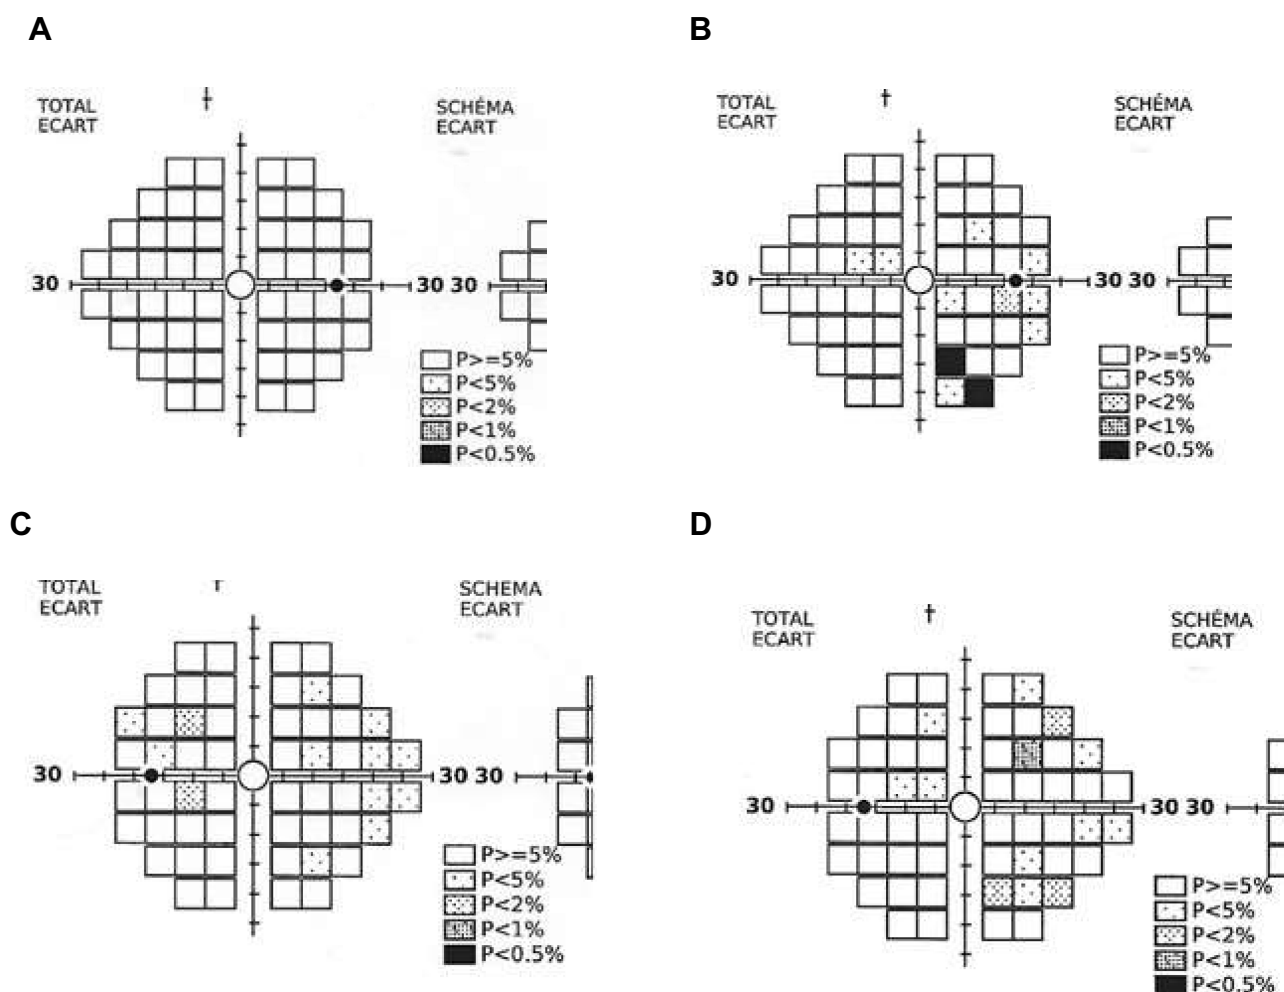 A
B
TOTAL
ECART
†
SCHÉMA
ECART
30
30 30
P>=5%
P<5%
P<2%
P<1%
P<0.5%
TOTAL
ECART
†
SCHÉMA
ECART
30
30 30
P>=5%
P<5%
P<2%
P<1%
P<0.5%
C
D
TOTAL
ECART
SCHEMA
ECART
30
30 30
P>=5%
P<5%
P<2%
P<1%
P<0.5%
TOTAL
ECART
†
SCHÉMA
ECART
30
30 30
P>=5%
P<5%
P<2%
P<1%
P<0.5%